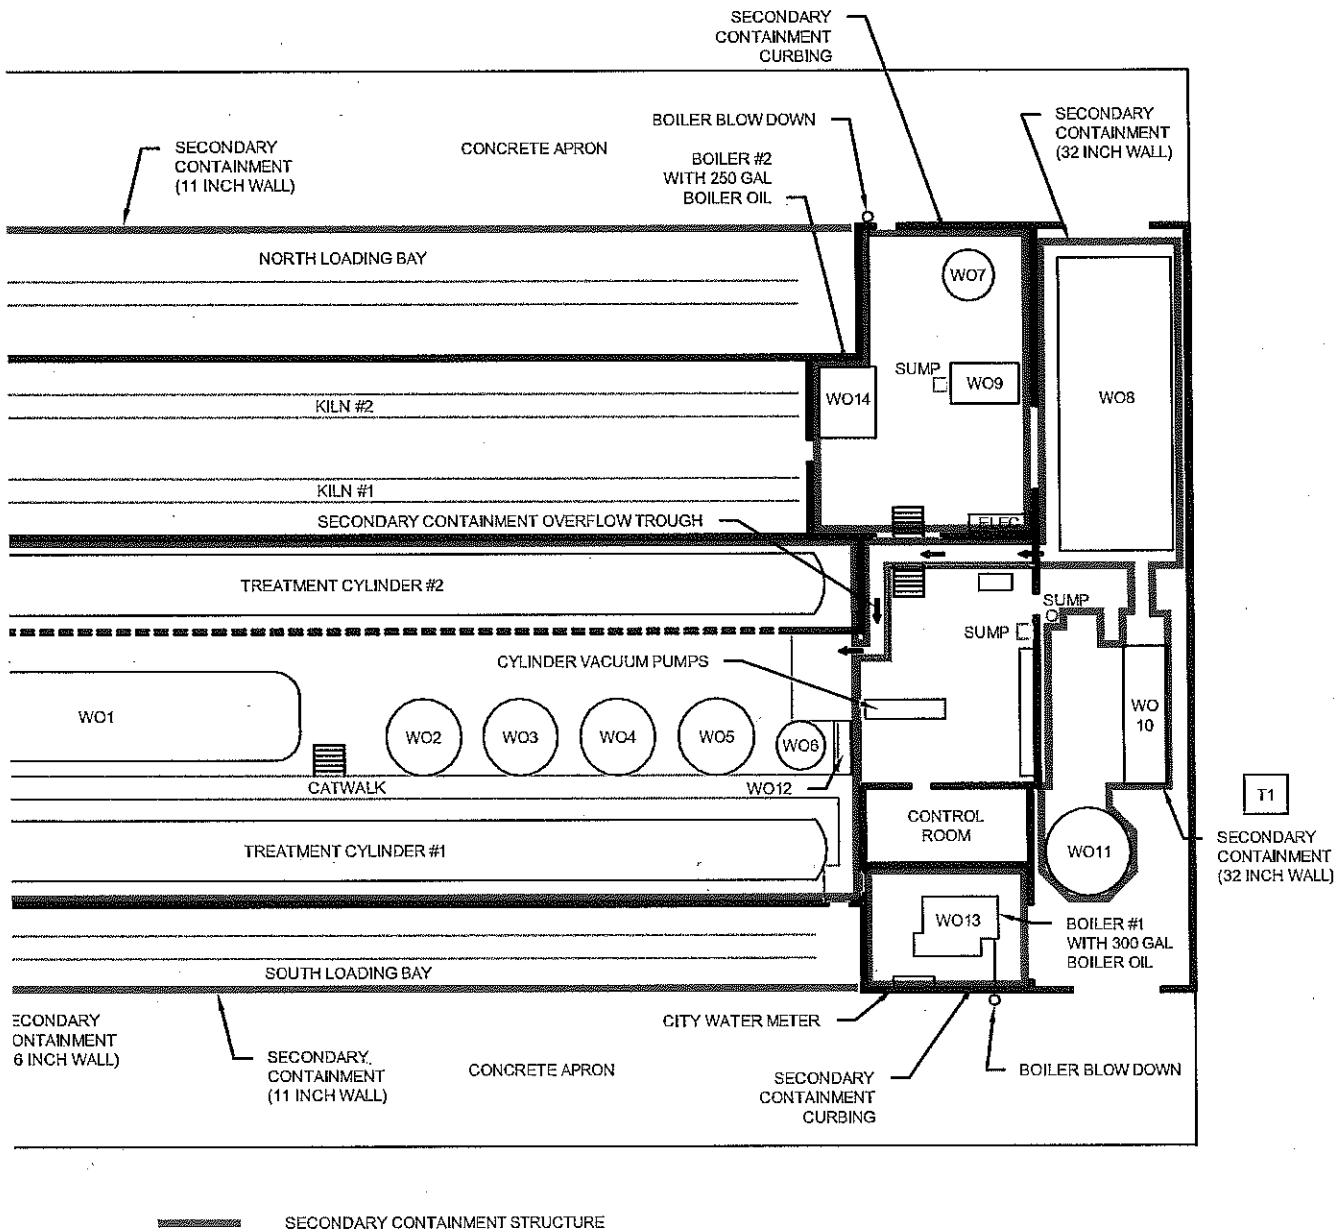 SECONDARY
CONTAINMENT
CURBING
BOILER BLOW DOWN
SECONDARY
CONTAINMENT
(32 INCH WALL)
SECONDARY
CONTAINMENT
(11 INCH WALL)
CONCRETE APRON
BOILER #2
WITH 250 GAL
BOILER OIL
NORTH LOADING BAY
WO7
SUMP
WO9
WO14
WO8
KILN #2
KILN #1
SECONDARY CONTAINMENT OVERFLOW TROUGH
ELEC
TREATMENT CYLINDER #2
SUMP
SUMP
CYLINDER VACUUM PUMPS
WO1
WO2
WO3
WO4
WO5
WO6
WO
10
CATWALK
WO12
T1
CONTROL
ROOM
SECONDARY
CONTAINMENT
(32 INCH WALL)
TREATMENT CYLINDER #1
WO11
WO13
BOILER #1
WITH 300 GAL
BOILER OIL
SOUTH LOADING BAY
ECONDARY
ONTAINMENT
6 INCH WALL)
CITY WATER METER
SECONDARY
CONTAINMENT
(11 INCH WALL)
CONCRETE APRON
SECONDARY
CONTAINMENT
CURBING
BOILER BLOW DOWN
SECONDARY CONTAINMENT STRUCTURE